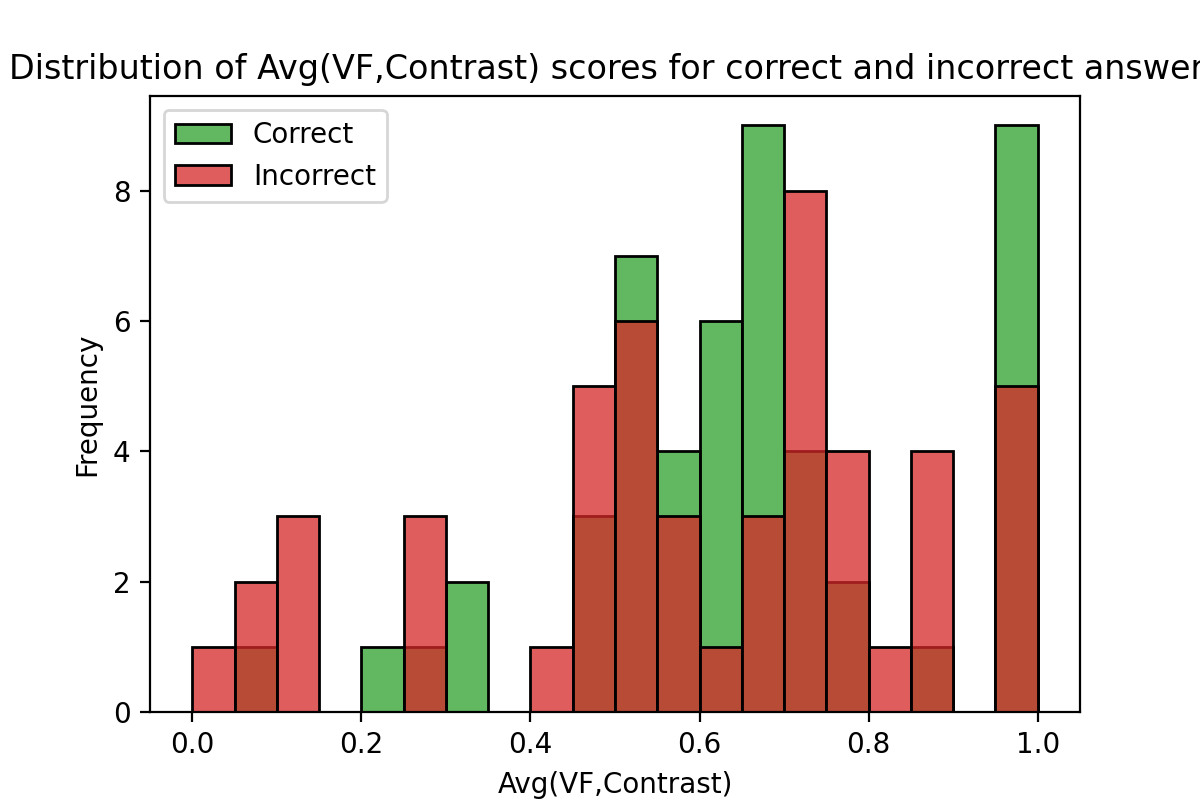 Distribution of Avg(VF,Contrast) scores for correct and incorrect answer
Correct
Incorrect
Frequency
8
6
4
2
0
0.0 0.2 0.4 0.6 0.8 1.0
Avg(VF,Contrast)